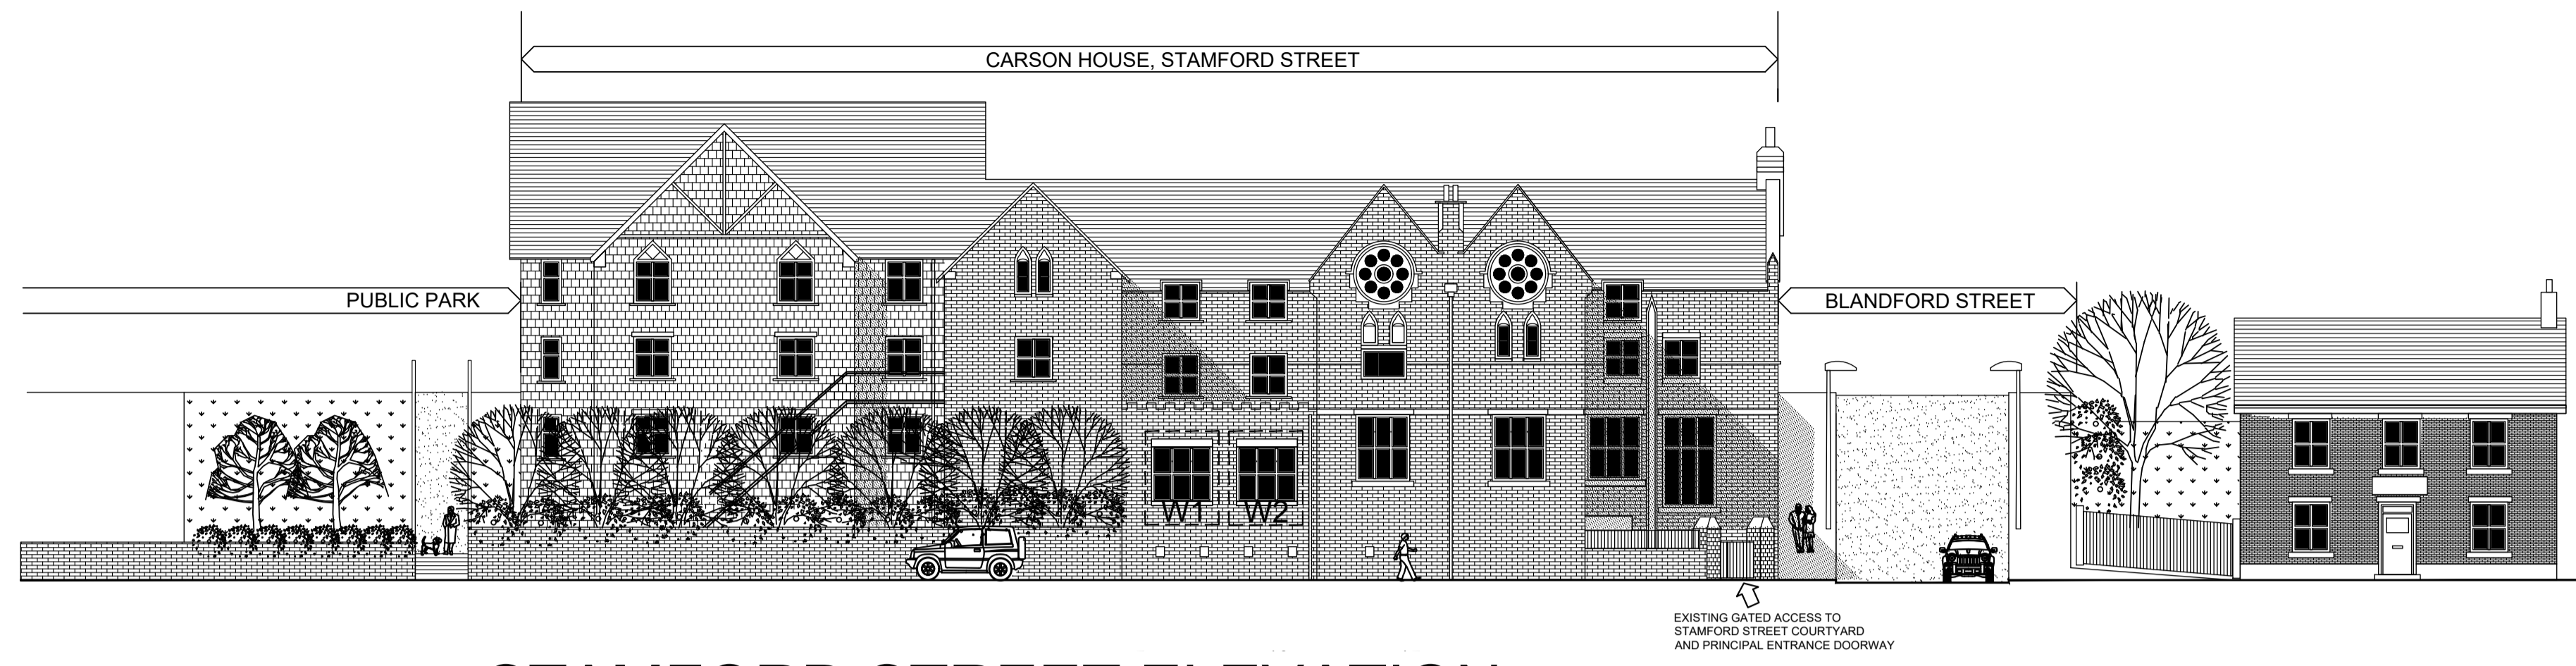 CARSON HOUSE, STAMFORD STREET
PUBLIC PARK
BLANDFORD STREET
W1
W2
EXISTING GATED ACCESS TO
STAMFORD STREET COURTYARD
AND PRINCIPAL ENTRANCE DOORWAY